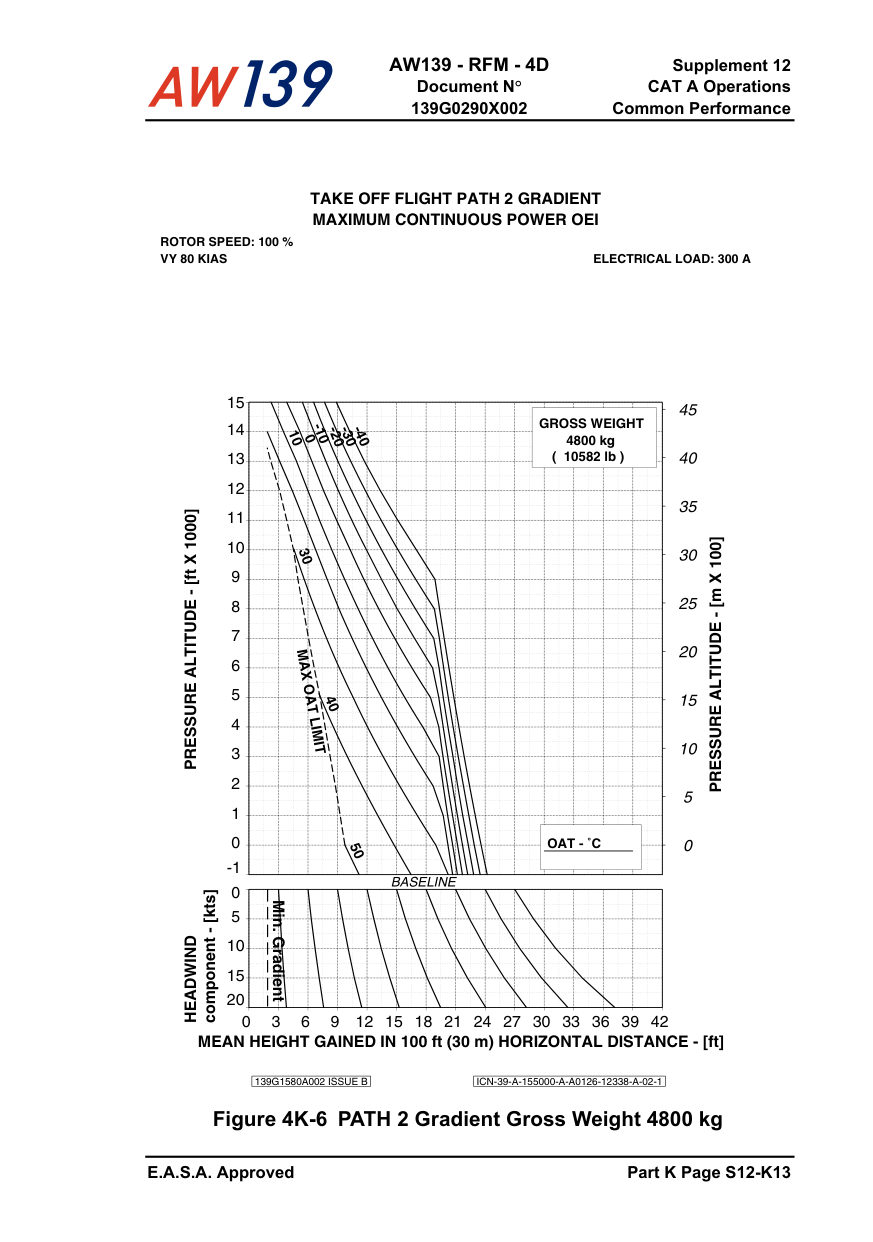 AW139
AW139 - RFM - 4D
Document N°
139G0290X002
Supplement 12
CAT A Operations
Common Performance
TAKE OFF FLIGHT PATH 2 GRADIENT
MAXIMUM CONTINUOUS POWER OEI
ROTOR SPEED: 100 %
VY 80 KIAS
ELECTRICAL LOAD: 300 A
PRESSURE ALTITUDE - [ft X 1000]
15
14
13
12
11
10
9
8
7
6
5
4
3
2
1
0
-1
10
0
-10
-20
-30
-40
30
40
50
MAX OAT LIMIT
GROSS WEIGHT
4800 kg
( 10582 lb )
OAT - °C
45
40
35
30
25
20
15
10
5
0
PRESSURE ALTITUDE - [m X 100]
BASELINE
HEADWIND
component - [kts]
0
5
10
15
20
Min. Gradient
0 3 6 9 12 15 18 21 24 27 30 33 36 39 42
MEAN HEIGHT GAINED IN 100 ft (30 m) HORIZONTAL DISTANCE - [ft]
139G1580A002 ISSUE B
ICN-39-A-155000-A-A0126-12338-A-02-1
Figure 4K-6 PATH 2 Gradient Gross Weight 4800 kg
E.A.S.A. Approved
Part K Page S12-K13